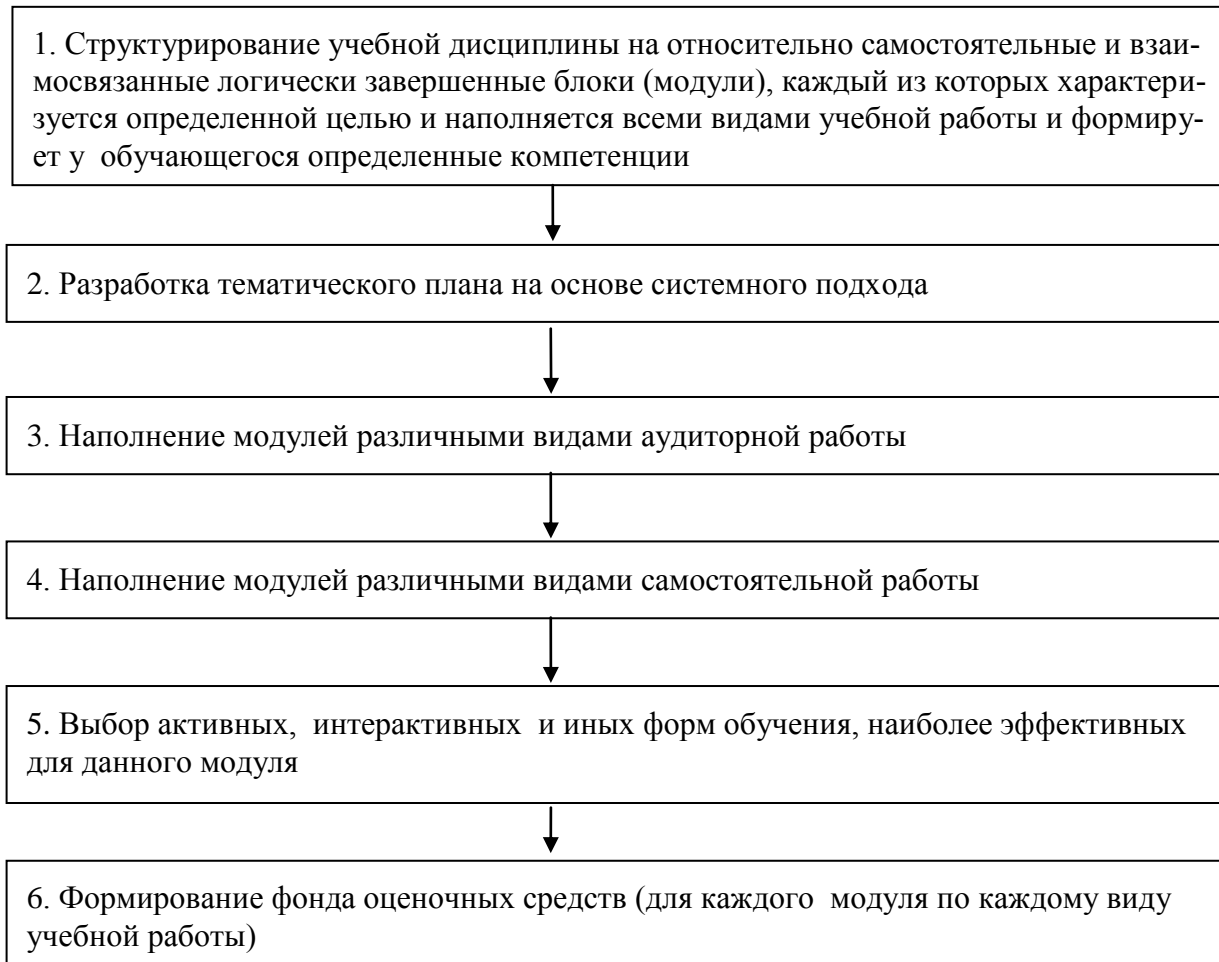 1. Структурирование учебной дисциплины на относительно самостоятельные и взаи-
мосвязанные логически завершенные блоки (модули), каждый из которых характери-
зуется определенной целью и наполняется всеми видами учебной работы и формиру-
ет у  обучающегося определенные компетенции
2. Разработка тематического плана на основе системного подхода
3. Наполнение модулей различными видами аудиторной работы
4. Наполнение модулей различными видами самостоятельной работы
5. Выбор активных,  интерактивных  и иных форм обучения, наиболее эффективных
для данного модуля
6. Формирование фонда оценочных средств (для каждого  модуля по каждому виду
учебной работы)